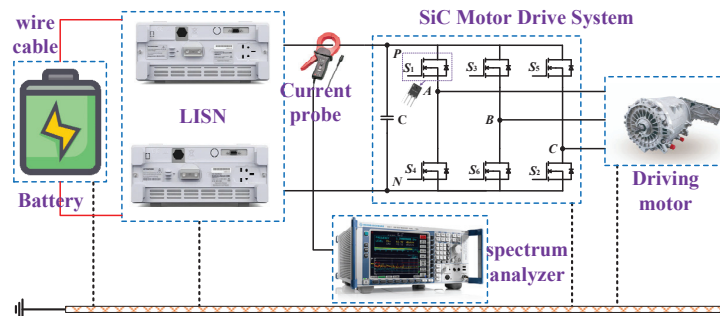 wire
cable
SiC Motor Drive System
P
S1
S3
S5
LISN
Current
probe
A
C
B
C
S4
S6
S2
N
Battery
Driving
motor
spectrum
analyzer